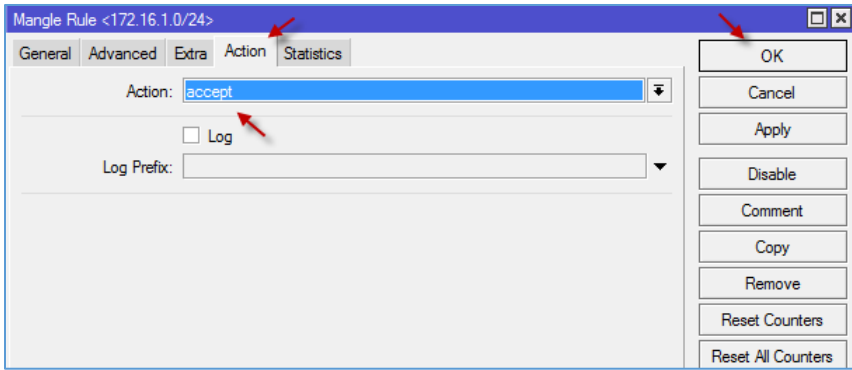 Mangle Rule <172.16.1.0/24>
General Advanced Extra Action Statistics
OK
Action: accept
Cancel
Log
Apply
Log Prefix:
Disable
Comment
Copy
Remove
Reset Counters
Reset All Counters